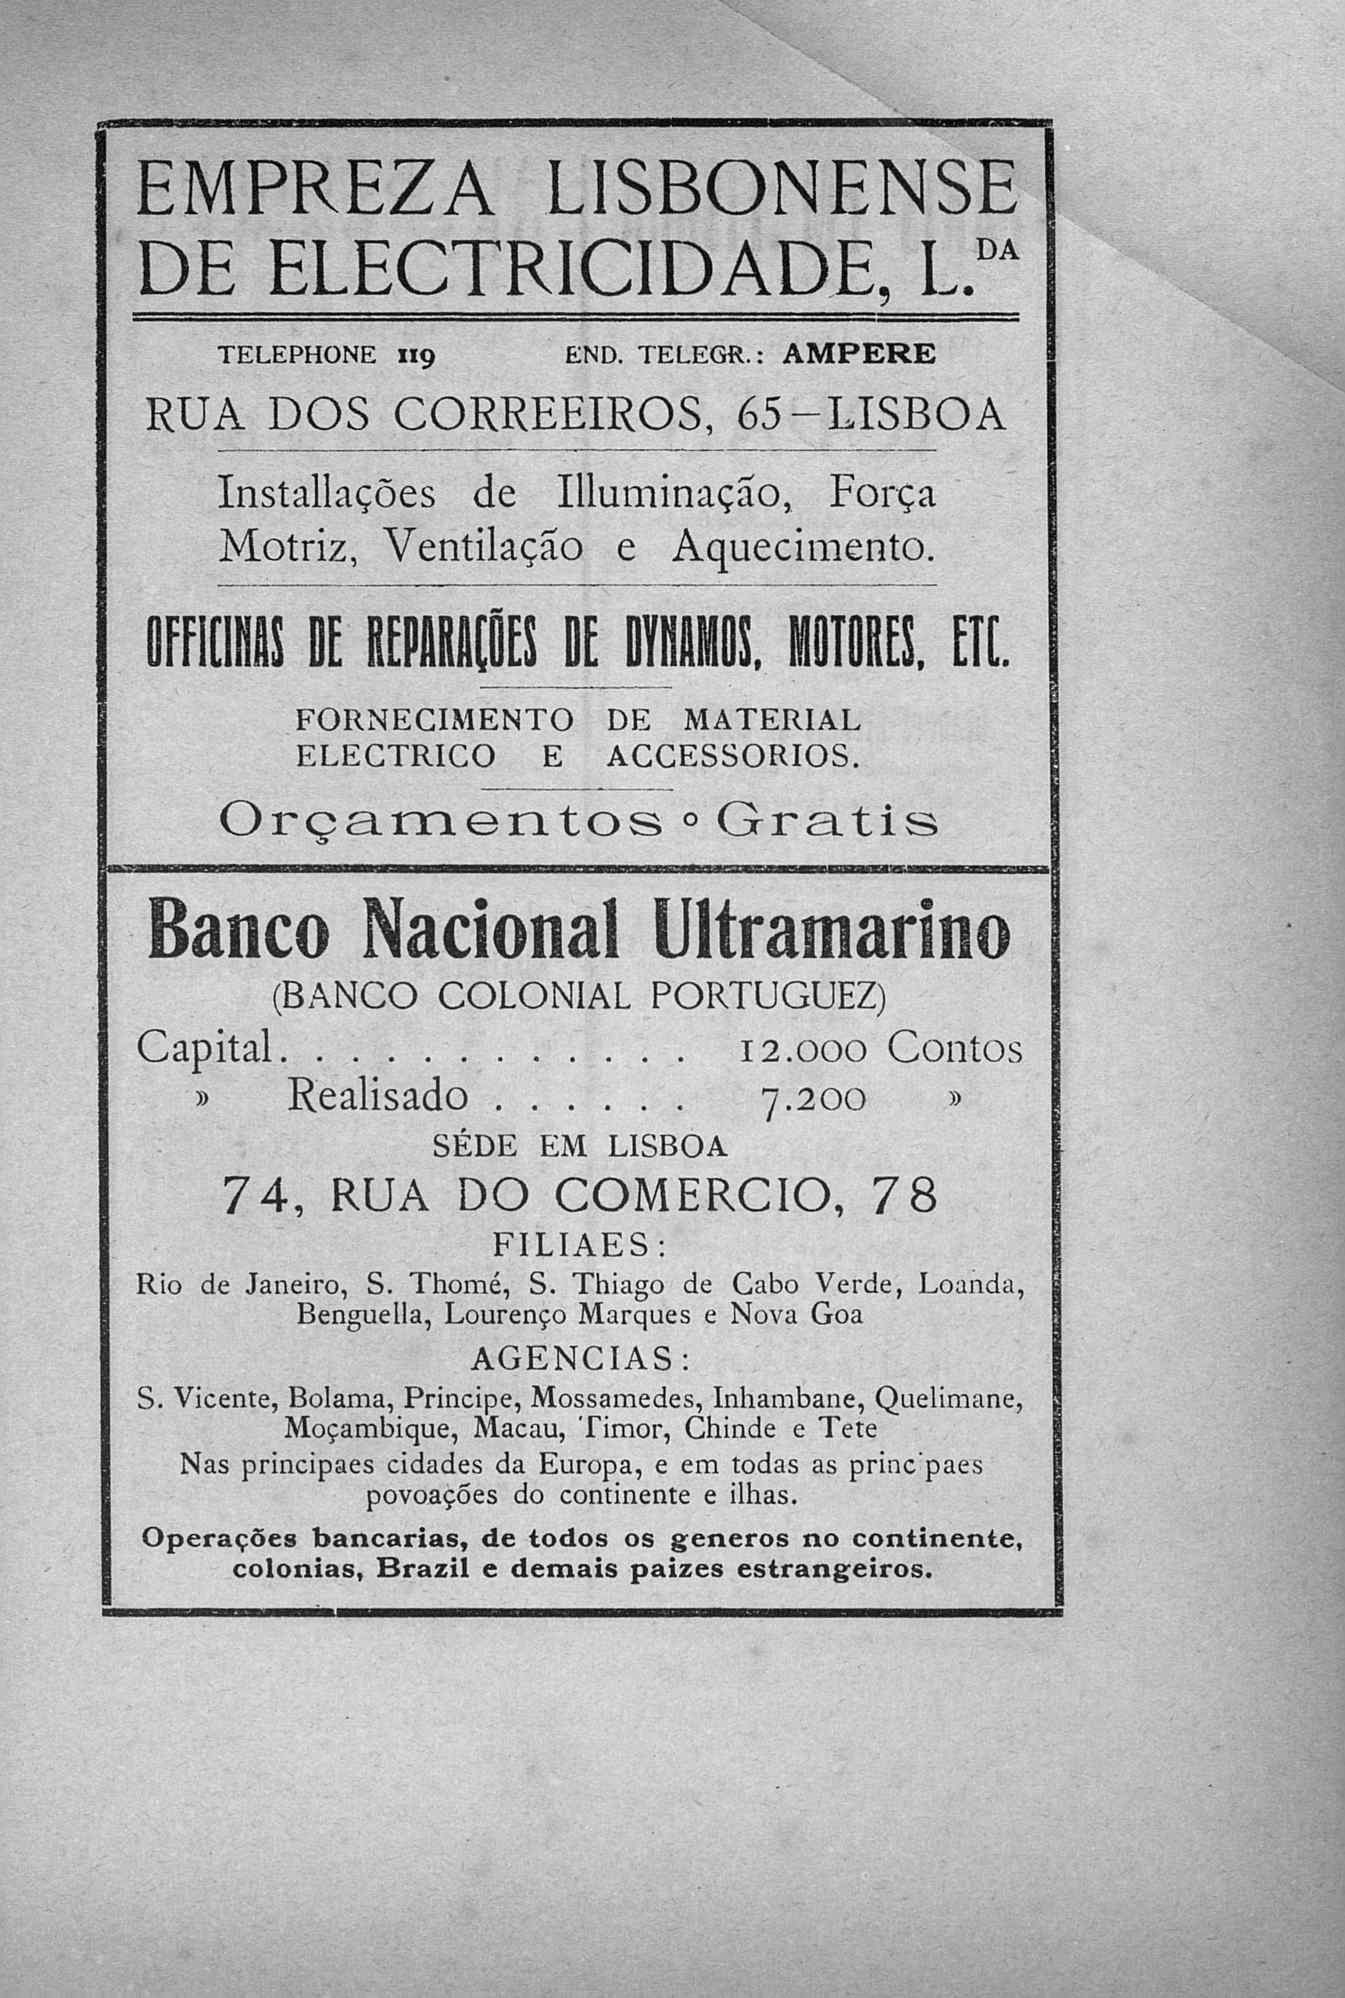 EMPREZA LISBONENSE
DE ELECTRICIDADE, L.DA
TELEPHONE 119 END. TELEGR.: AMPERE
RUA DOS CORREEIROS, 65—LISBOA
Installações de Illuminação, Força
Motriz, Ventilação e Aquecimento.
OFFICINAS DE REPARAÇÕES DE DYNAMOS, MOTORES, ETC.
FORNECIMENTO DE MATERIAL
ELECTRICO E ACCESSORIOS.
Orçamentos o Gratis
Banco Nacional Ultramarino
(BANCO COLONIAL PORTUGUEZ)
Capital. . . . . . . . . . . . 12.000 Contos
» Realisado . . . . . . 7.200 »
SÉDE EM LISBOA
74, RUA DO COMERCIO, 78
FILIAES:
Rio de Janeiro, S. Thomé, S. Thiago de Cabo Verde, Loanda,
Benguella, Lourenço Marques e Nova Goa
AGENCIAS:
S. Vicente, Bolama, Principe, Mossamedes, Inhambane, Quelimane,
Moçambique, Macau, Timor, Chinde e Tete
Nas principaes cidades da Europa, e em todas as princ paes
povoações do continente e ilhas.
Operações bancarias, de todos os generos no continente,
colonias, Brazil e demais paizes estrangeiros.